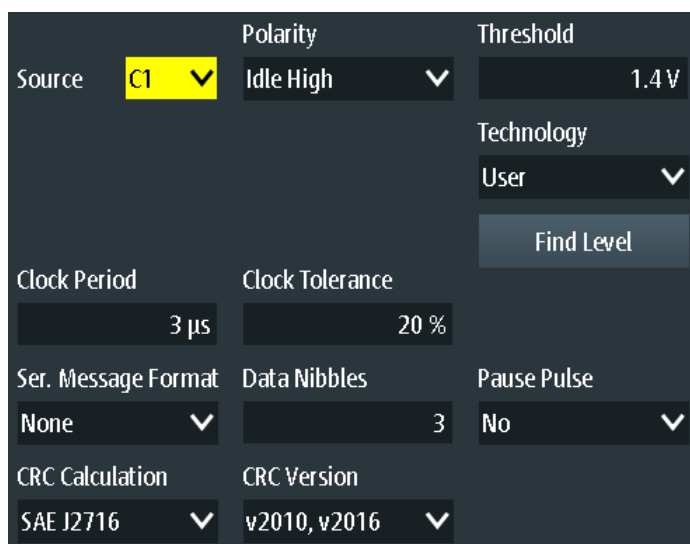 Polarity
Threshold
Source
C1
Idle High
1.4 V
Technology
User
Find Level
Clock Period
Clock Tolerance
3 µs
20 %
Ser. Message Format
Data Nibbles
Pause Pulse
None
3
No
CRC Calculation
CRC Version
SAE J2716
v2010, v2016